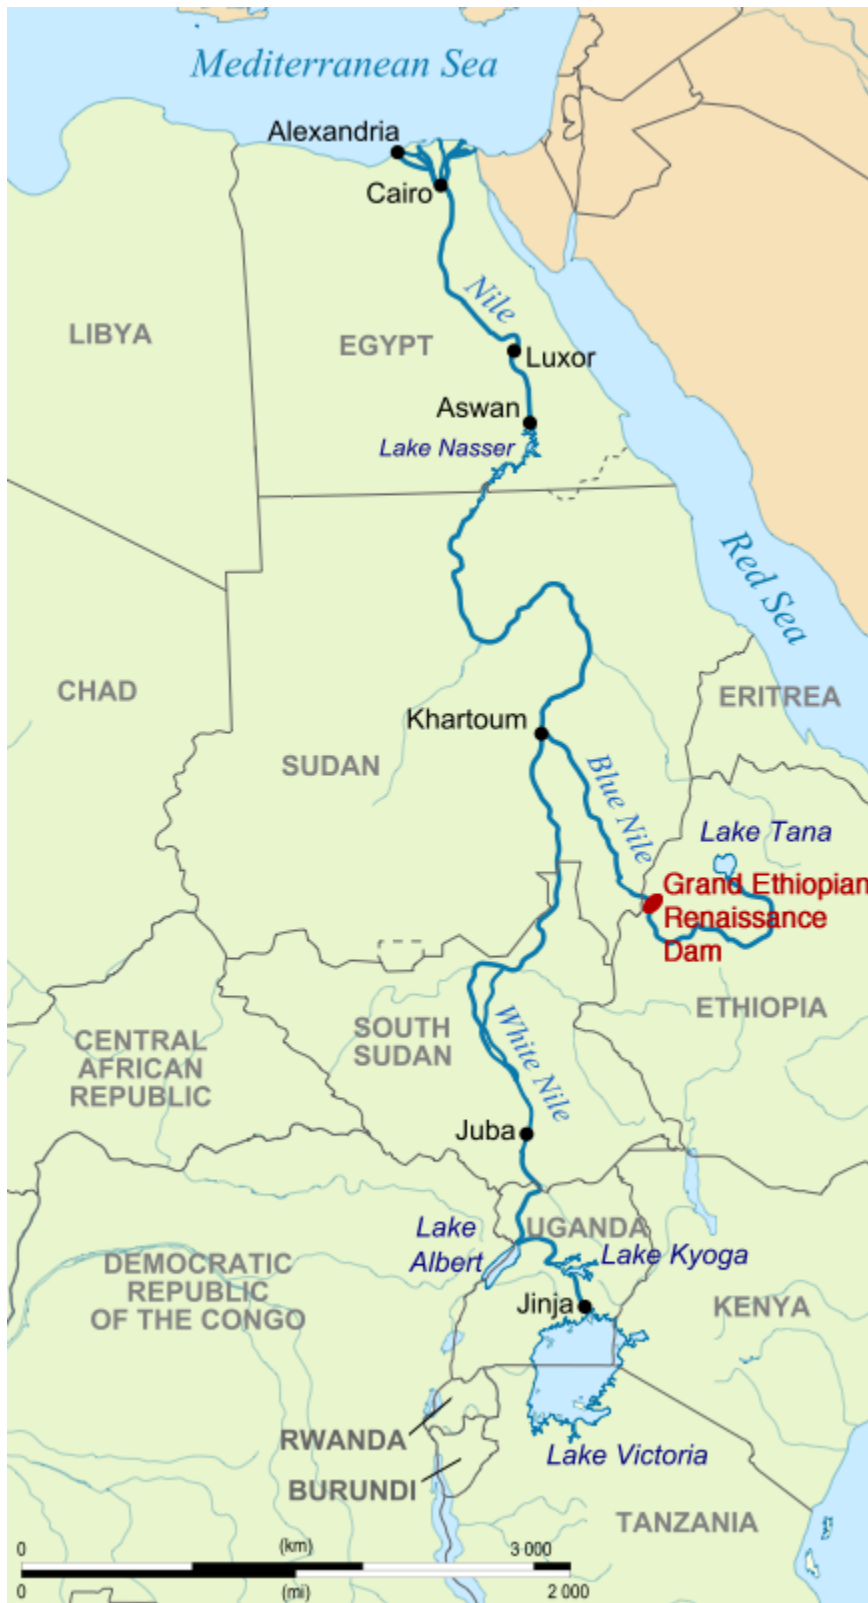 Mediterranean Sea
Alexandria
Cairo
Nile
LIBYA
EGYPT
Luxor
Aswan
Lake Nasser
Red Sea
CHAD
ERITREA
Khartoum
SUDAN
Blue Nile
Lake Tana
Grand Ethiopian
Renaissance
Dam
ETHIOPIA
CENTRAL
AFRICAN
REPUBLIC
SOUTH
SUDAN
White Nile
Juba
Lake
Albert
UGANDA
Lake Kyoga
DEMOCRATIC
REPUBLIC
OF THE CONGO
Jinja
KENYA
RWANDA
BURUNDI
Lake Victoria
TANZANIA
0 (km) 3 000
0 (mi) 2 000